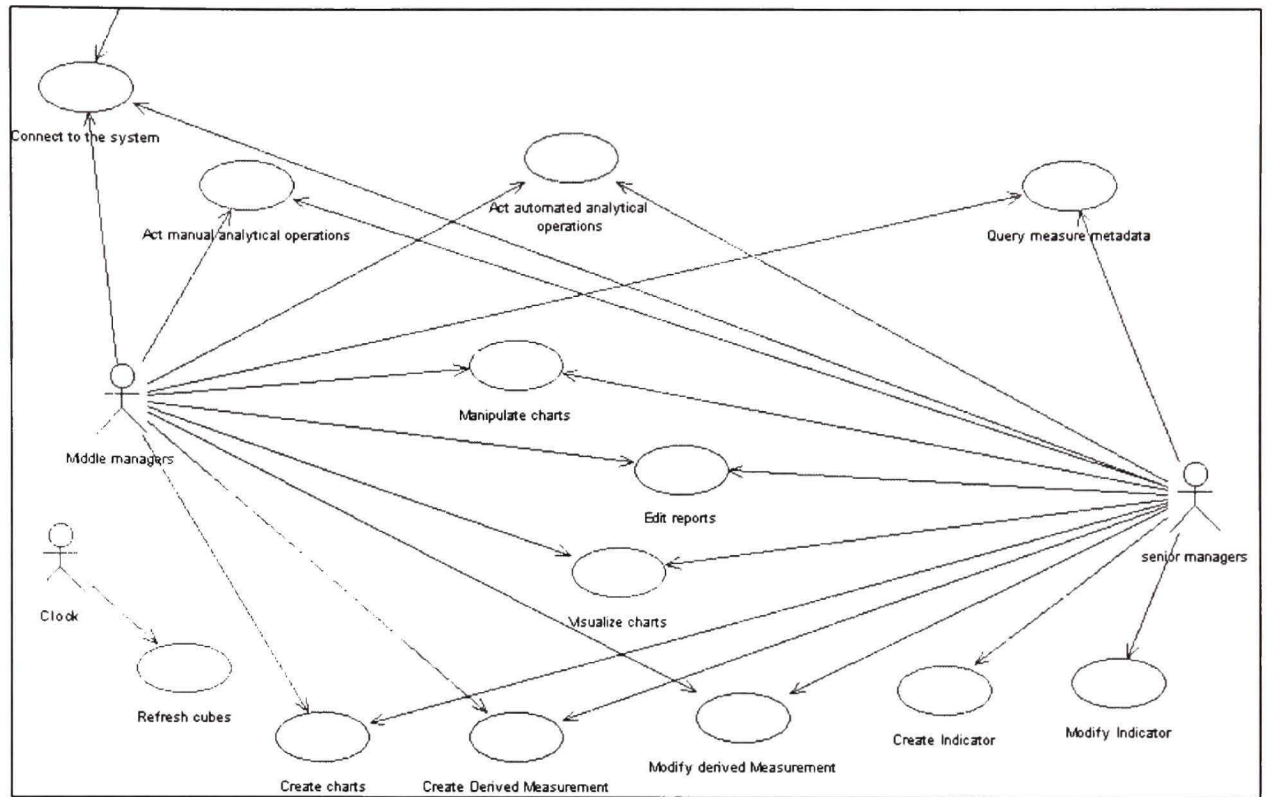 Connect to the system
Act manual analytical operations
Act automated analytical
operations
Query measure metadata
Manipulate charts
Middle managers
Edit reports
senior managers
Clock
Visualize charts
Refresh cubes
Create charts
Create Derived Measurement
Modify derived Measurement
Create Indicator
Modify Indicator